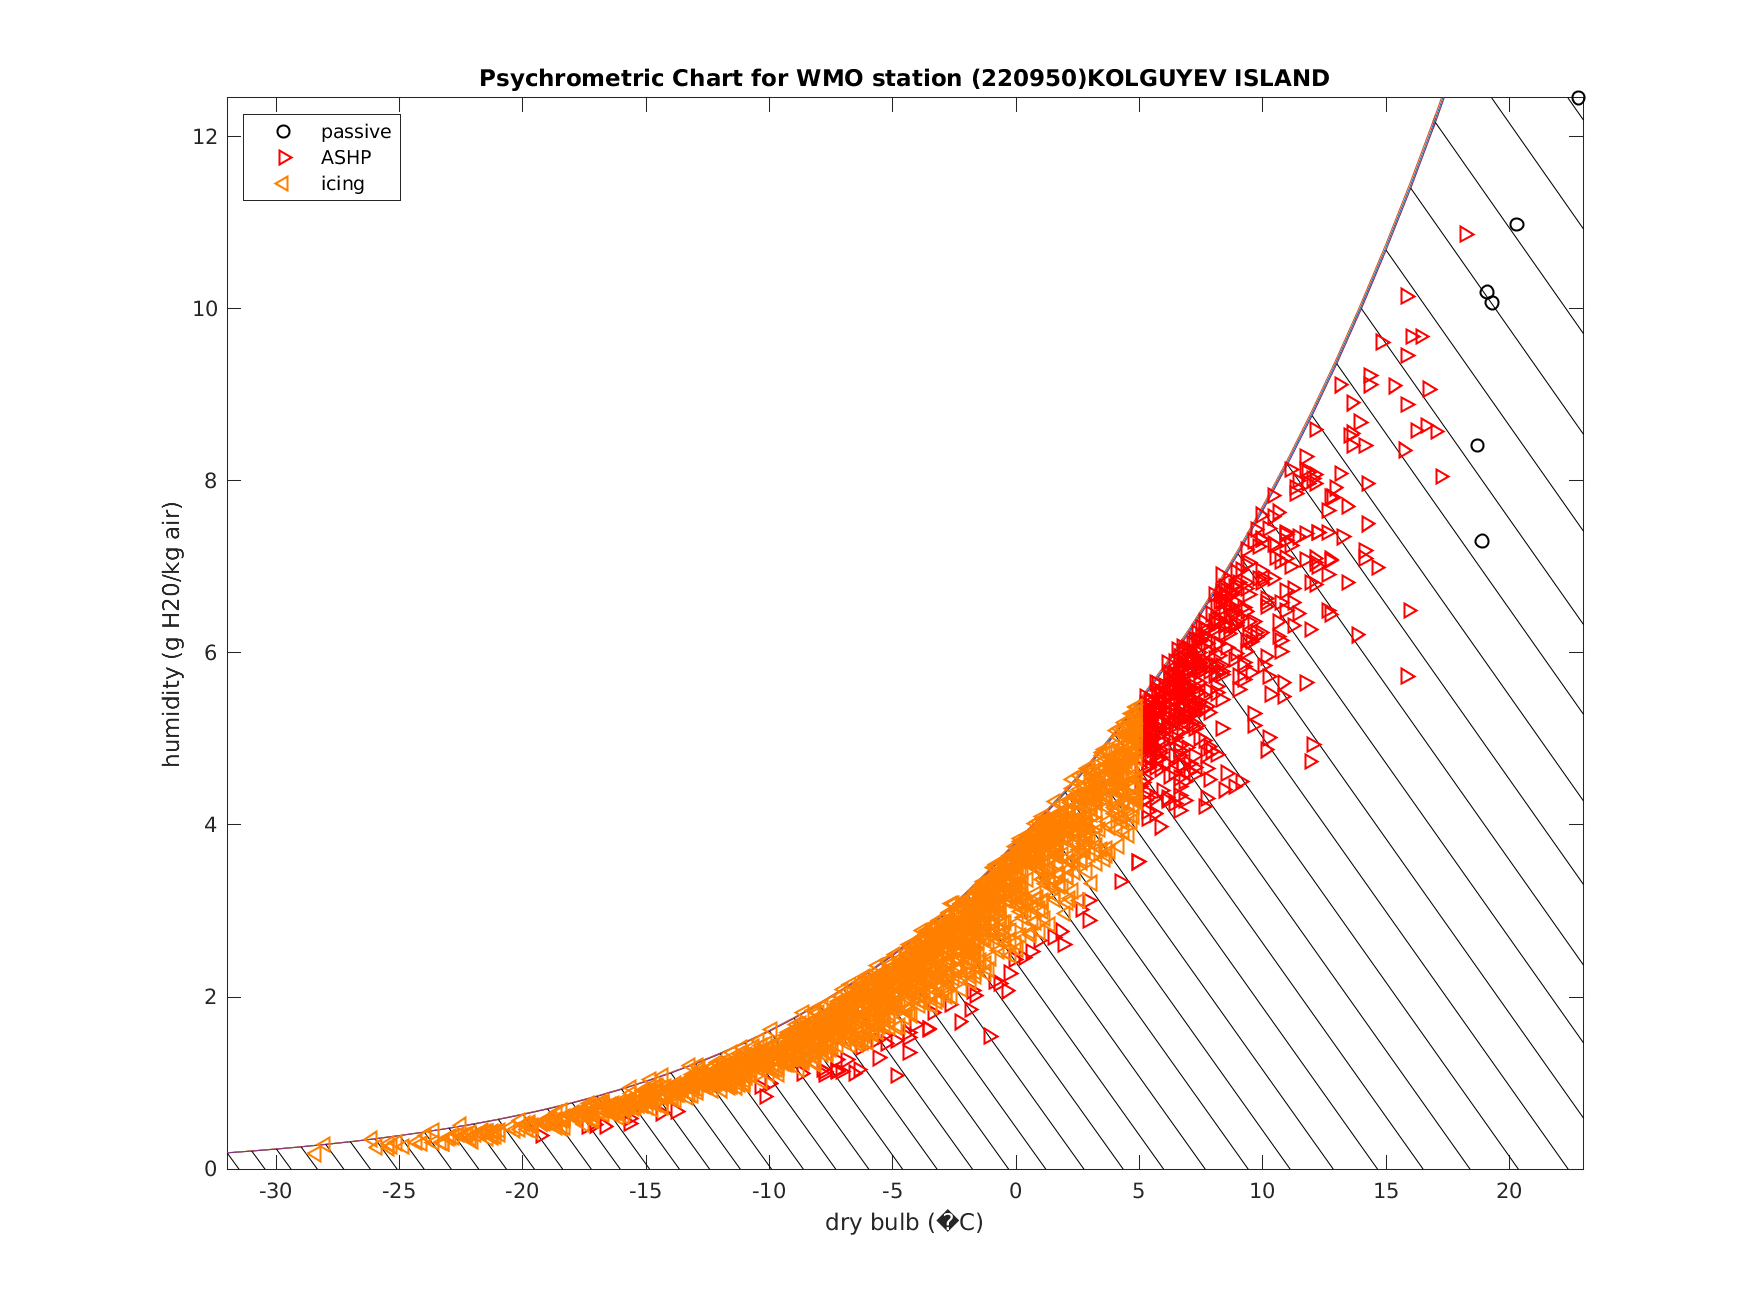 Psychrometric Chart for WMO station (220950)KOLGUYEV ISLAND
passive
ASHP
icing
12
10
8
6
4
2
0
humidity (g H20/kg air)
-30 -25 -20 -15 -10 -5 0 5 10 15 20
dry bulb (�C)